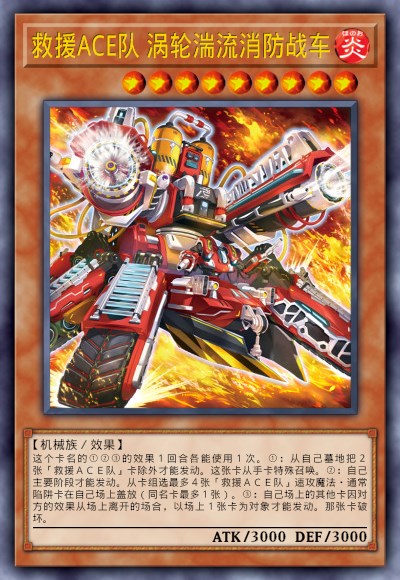 救援ACE队 涡轮湍流消防战车
炎
ほのお
【机械族／效果】
这个卡名的①②③的效果1回合各能使用1次。①：从自己墓地把2
张「救援ACE队」卡除外才能发动。这张卡从手卡特殊召唤。②：自己
主要阶段才能发动。从卡组选最多4张「救援ACE队」速攻魔法·通常
陷阱卡在自己场上盖放（同名卡最多1张）。③：自己场上的其他卡因对
方的效果从场上离开的场合，以场上1张卡为对象才能发动。那张卡破
坏。
ATK/3000 DEF/3000